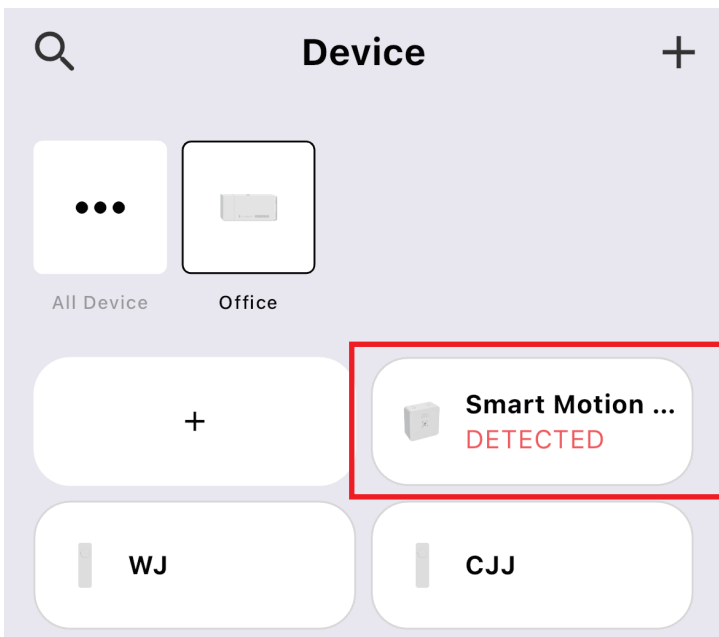 Device
All Device
Office
+
Smart Motion ...
DETECTED
WJ
CJJ